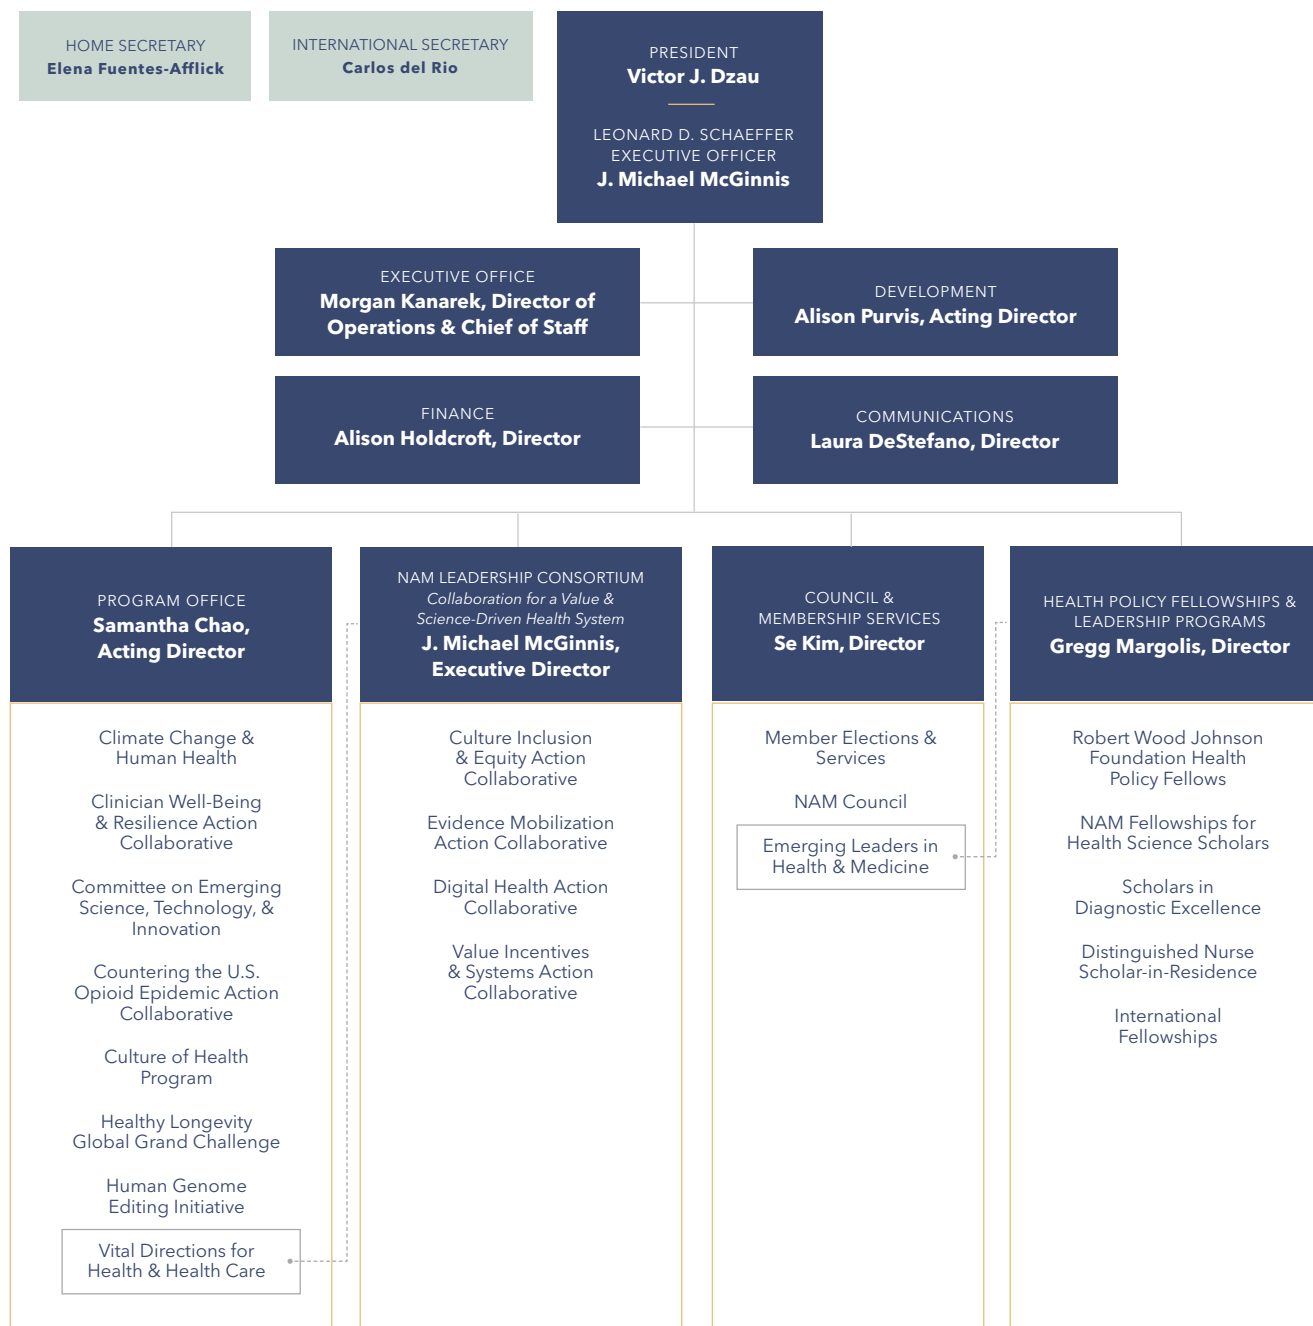 HOME SECRETARY
Elena Fuentes-Afflick
INTERNATIONAL SECRETARY
Carlos del Rio
PRESIDENT
Victor J. Dzau
LEONARD D. SCHAEFFER
EXECUTIVE OFFICER
J. Michael McGinnis
EXECUTIVE OFFICE
Morgan Kanarek, Director of
Operations & Chief of Staff
DEVELOPMENT
Alison Purvis, Acting Director
FINANCE
Alison Holdcroft, Director
COMMUNICATIONS
Laura DeStefano, Director
PROGRAM OFFICE
Samantha Chao,
Acting Director
Climate Change &
Human Health
Clinician Well-Being
& Resilience Action
Collaborative
Committee on Emerging
Science, Technology, &
Innovation
Countering the U.S.
Opioid Epidemic Action
Collaborative
Culture of Health
Program
Healthy Longevity
Global Grand Challenge
Human Genome
Editing Initiative
Vital Directions for
Health & Health Care
NAM LEADERSHIP CONSORTIUM
Collaboration for a Value &
Science-Driven Health System
J. Michael McGinnis,
Executive Director
Culture Inclusion
& Equity Action
Collaborative
Evidence Mobilization
Action Collaborative
Digital Health Action
Collaborative
Value Incentives
& Systems Action
Collaborative
COUNCIL &
MEMBERSHIP SERVICES
Se Kim, Director
Member Elections &
Services
NAM Council
Emerging Leaders in
Health & Medicine
HEALTH POLICY FELLOWSHIPS &
LEADERSHIP PROGRAMS
Gregg Margolis, Director
Robert Wood Johnson
Foundation Health
Policy Fellows
NAM Fellowships for
Health Science Scholars
Scholars in
Diagnostic Excellence
Distinguished Nurse
Scholar-in-Residence
International
Fellowships